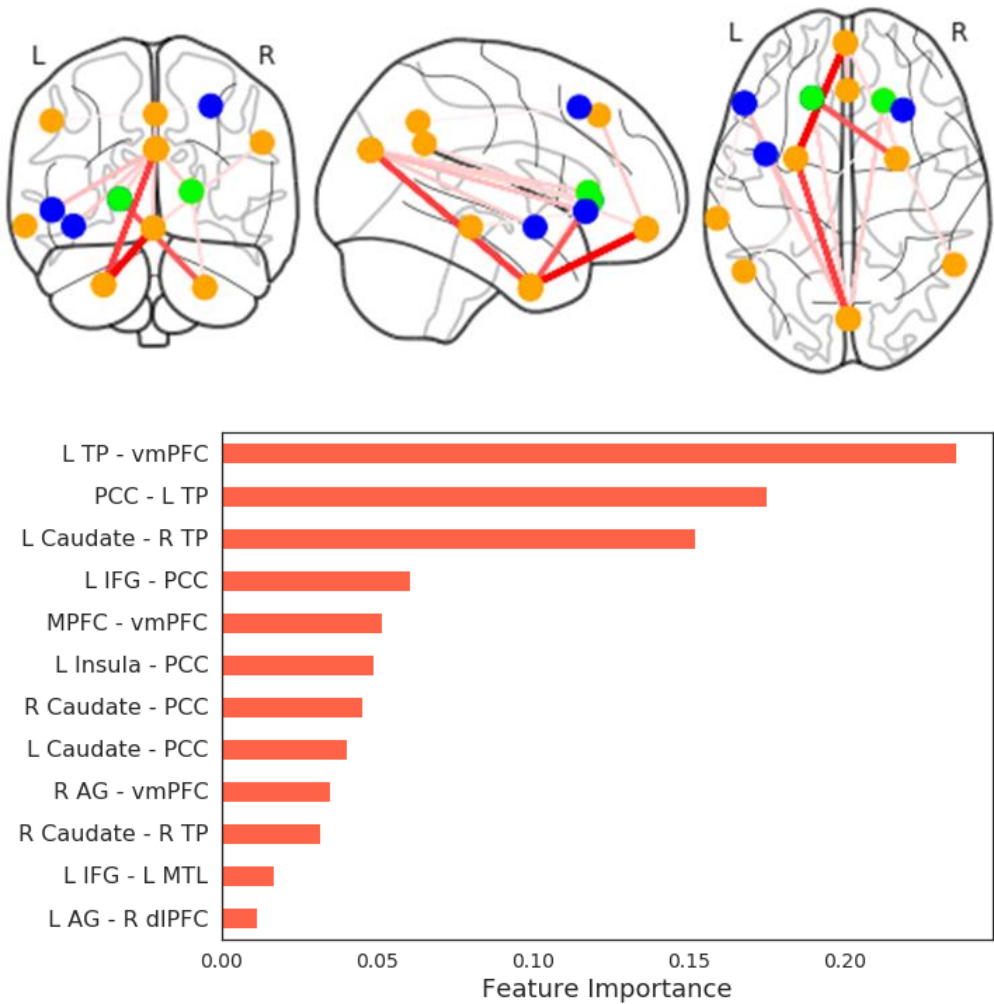 L R L R
L TP - vmPFC
PCC - L TP
L Caudate - R TP
L IFG - PCC
MPFC - vmPFC
L Insula - PCC
R Caudate - PCC
L Caudate - PCC
R AG - vmPFC
R Caudate - R TP
L IFG - L MTL
L AG - R dlPFC
0.00 0.05 0.10 0.15 0.20
Feature Importance